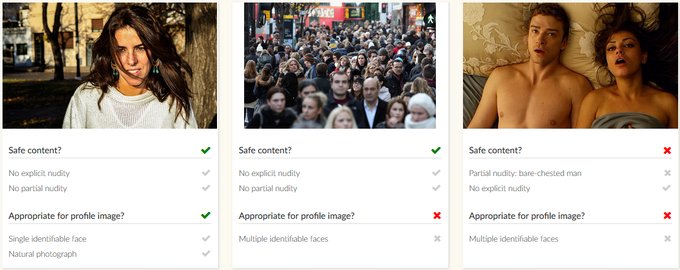 Safe content?
No explicit nudity
No partial nudity
Appropriate for profile image?
Single identifiable face
Natural photograph
Safe content?
No explicit nudity
No partial nudity
Appropriate for profile image?
Multiple identifiable faces
Safe content?
Partial nudity: bare-chested man
No explicit nudity
Appropriate for profile image?
Multiple identifiable faces